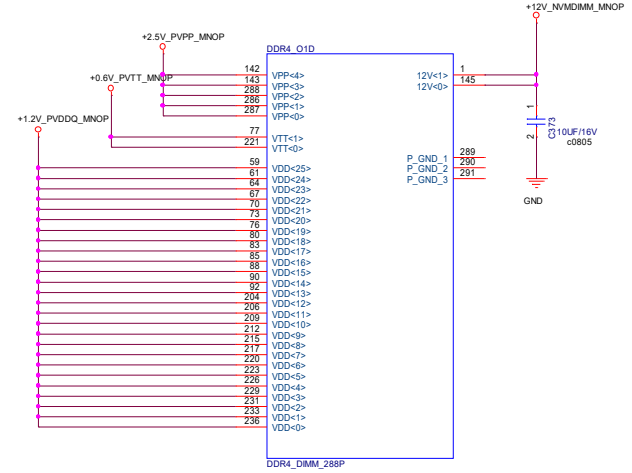 +12V_NVMDIMM_MNOP
+2.5V_PVPP_MNOP
+0.6V_PVTT_MNOP
+1.2V_PVDDQ_MNOP
DDR4_O1D
142 VPP<4>
143 VPP<3>
288 VPP<2>
286 VPP<1>
287 VPP<0>
77 VTT<1>
221 VTT<0>
59 VDD<25>
61 VDD<24>
64 VDD<23>
67 VDD<22>
70 VDD<21>
73 VDD<20>
76 VDD<19>
80 VDD<18>
83 VDD<17>
85 VDD<16>
88 VDD<15>
90 VDD<14>
92 VDD<13>
204 VDD<12>
206 VDD<11>
209 VDD<10>
212 VDD<9>
215 VDD<8>
217 VDD<7>
220 VDD<6>
223 VDD<5>
226 VDD<4>
229 VDD<3>
231 VDD<2>
233 VDD<1>
236 VDD<0>
12V<1> 1
12V<0> 145
P_GND_1 289
P_GND_2 290
P_GND_3 291
1
2
C373
10UF/16V
c0805
GND
DDR4_DIMM_288P